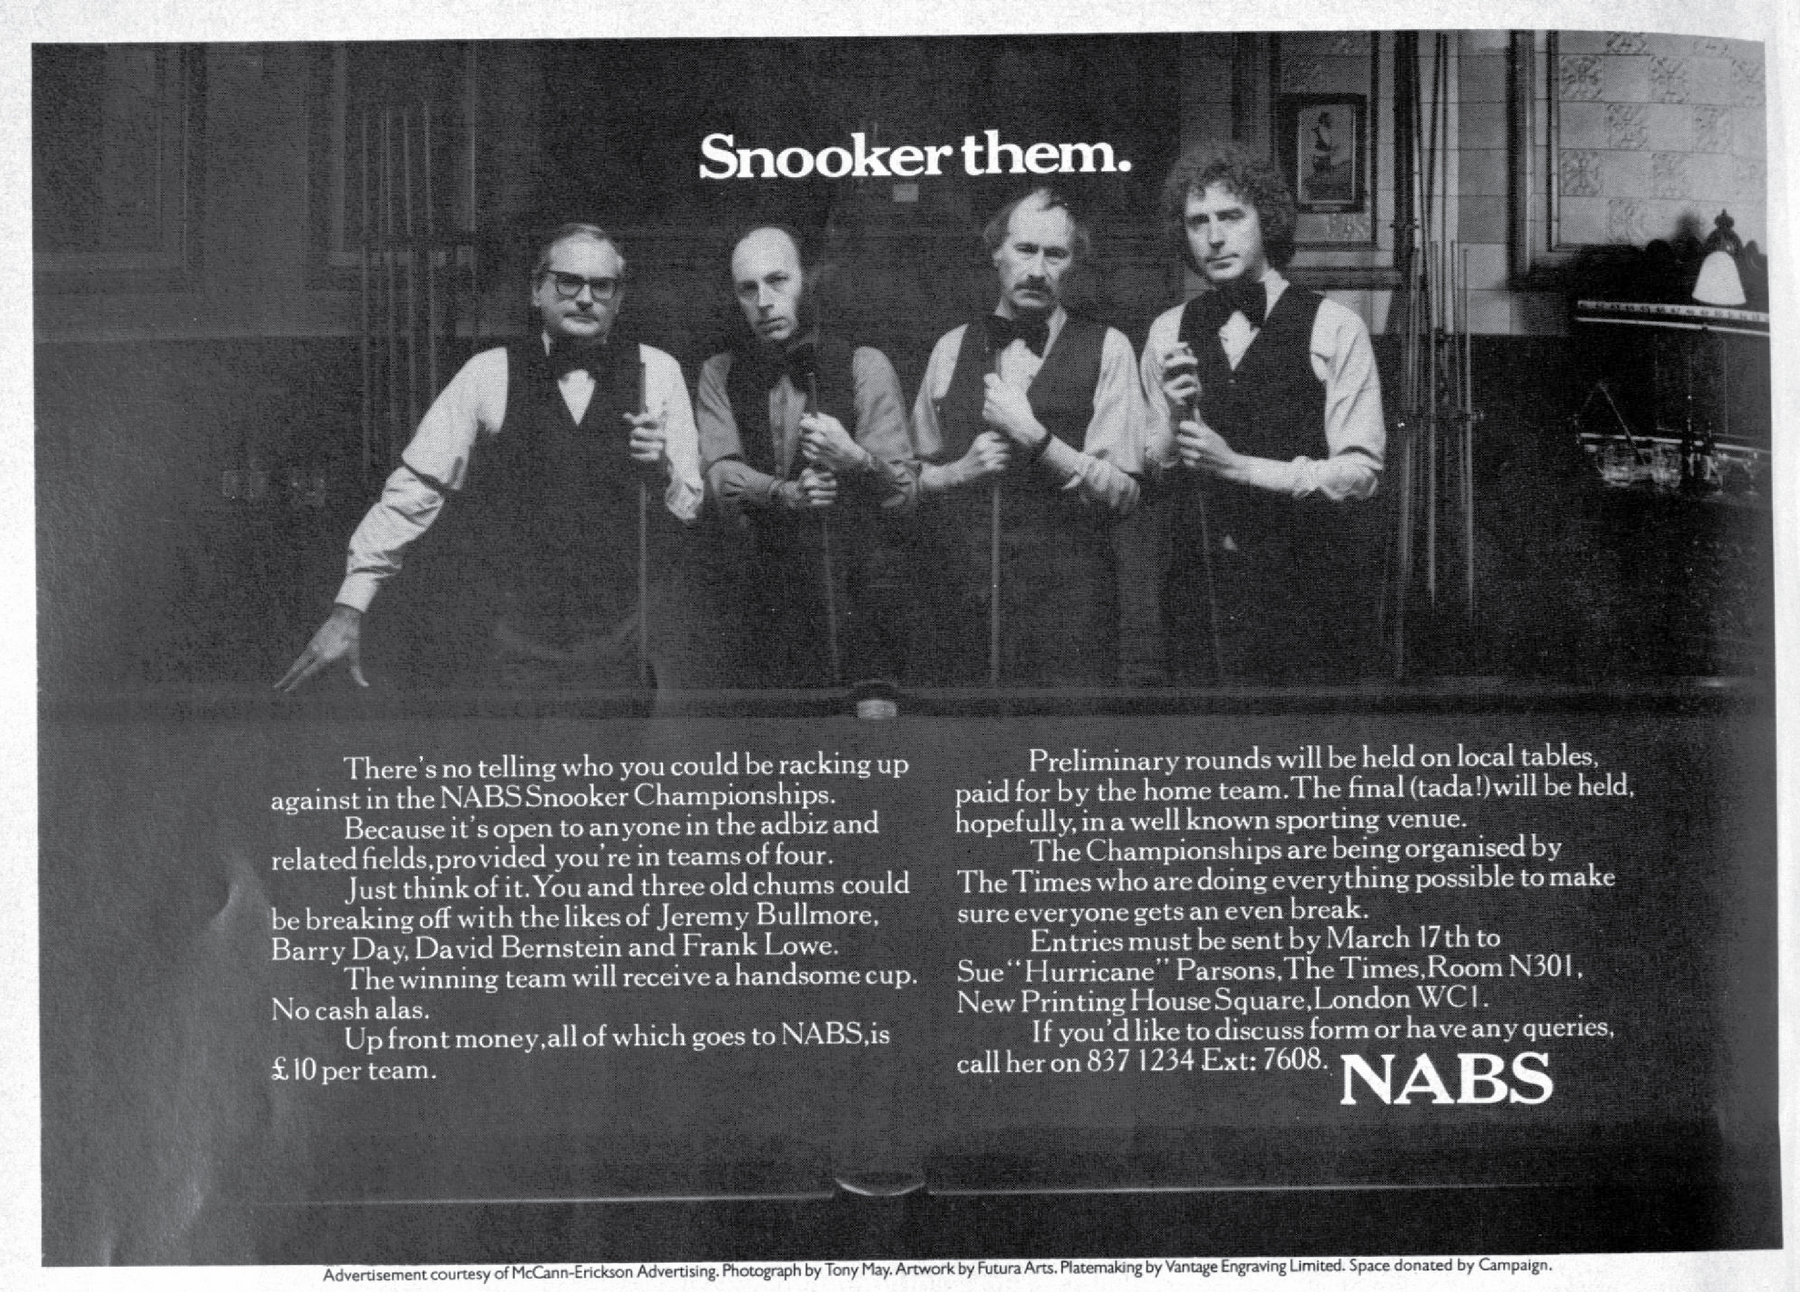 Snooker them.
There's no telling who you could be racking up
against in the NABS Snooker Championships.
Because it's open to anyone in the adbiz and
related fields, provided you're in teams of four.
Just think of it. You and three old chums could
be breaking off with the likes of Jeremy Bullmore,
Barry Day, David Bernstein and Frank Lowe.
The winning team will receive a handsome cup.
No cash alas.
Up front money, all of which goes to NABS, is
£10 per team.
Preliminary rounds will be held on local tables,
paid for by the home team. The final (tada!) will be held,
hopefully, in a well known sporting venue.
The Championships are being organised by
The Times who are doing everything possible to make
sure everyone gets an even break.
Entries must be sent by March 17th to
Sue "Hurricane" Parsons, The Times, Room N301,
New Printing House Square, London WC1.
If you'd like to discuss form or have any queries,
call her on 837 1234 Ext: 7608.
NABS
Advertisement courtesy of McCann-Erickson Advertising. Photograph by Tony May. Artwork by Futura Arts. Platemaking by Vantage Engraving Limited. Space donated by Campaign.